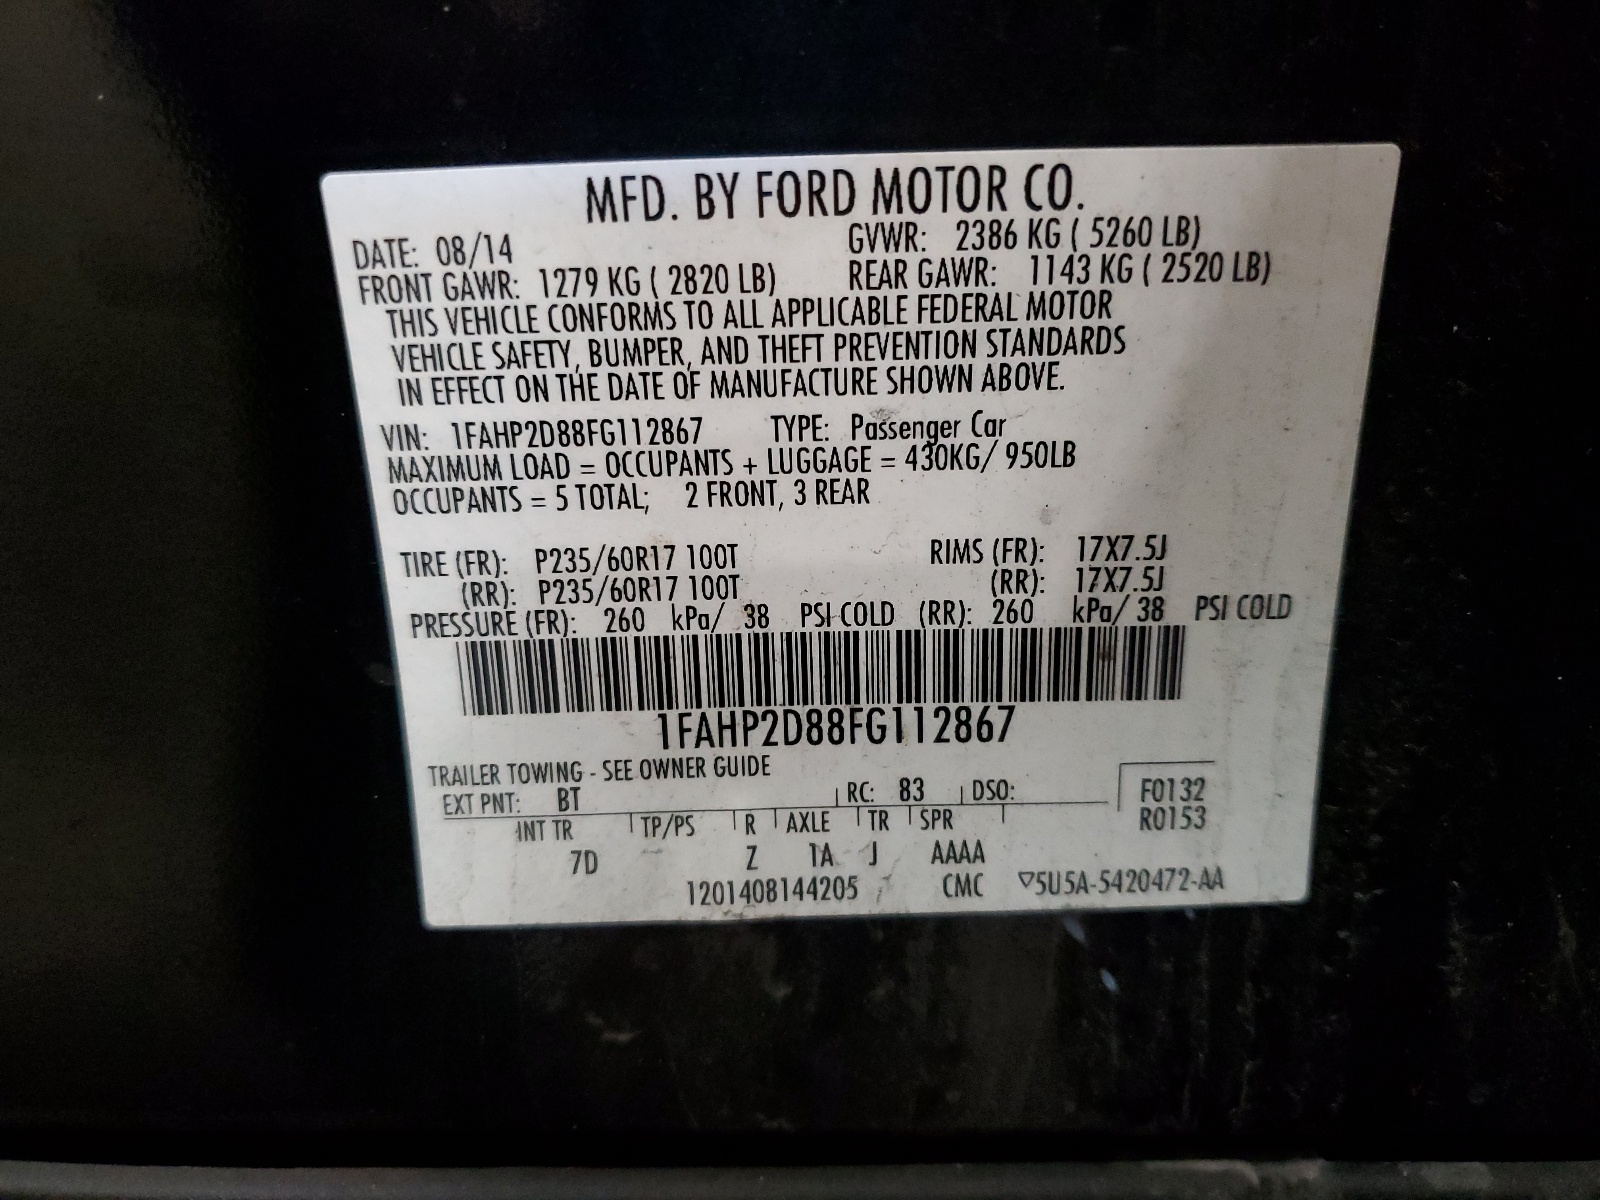 MFD. BY FORD MOTOR CO.
DATE: 08/14 GVWR: 2386 KG ( 5260 LB)
FRONT GAWR: 1279 KG ( 2820 LB) REAR GAWR: 1143 KG ( 2520 LB)
THIS VEHICLE CONFORMS TO ALL APPLICABLE FEDERAL MOTOR
VEHICLE SAFETY, BUMPER, AND THEFT PREVENTION STANDARDS
IN EFFECT ON THE DATE OF MANUFACTURE SHOWN ABOVE.
VIN: 1FAHP2D88FG112867 TYPE: Passenger Car
MAXIMUM LOAD = OCCUPANTS + LUGGAGE = 430KG/ 950LB
OCCUPANTS = 5 TOTAL; 2 FRONT, 3 REAR
TIRE (FR): P235/60R17 100T RIMS (FR): 17X7.5J
(RR): P235/60R17 100T (RR): 17X7.5J
PRESSURE (FR): 260 kPa/ 38 PSI COLD (RR): 260 kPa/ 38 PSI COLD
1FAHP2D88FG112867
TRAILER TOWING - SEE OWNER GUIDE
EXT PNT: BT RC: 83 DSO: F0132
INT TR TP/PS R AXLE TR SPR R0153
7D Z 1A J AAAA
1201408144205 CMC ▽5U5A-5420472-AA